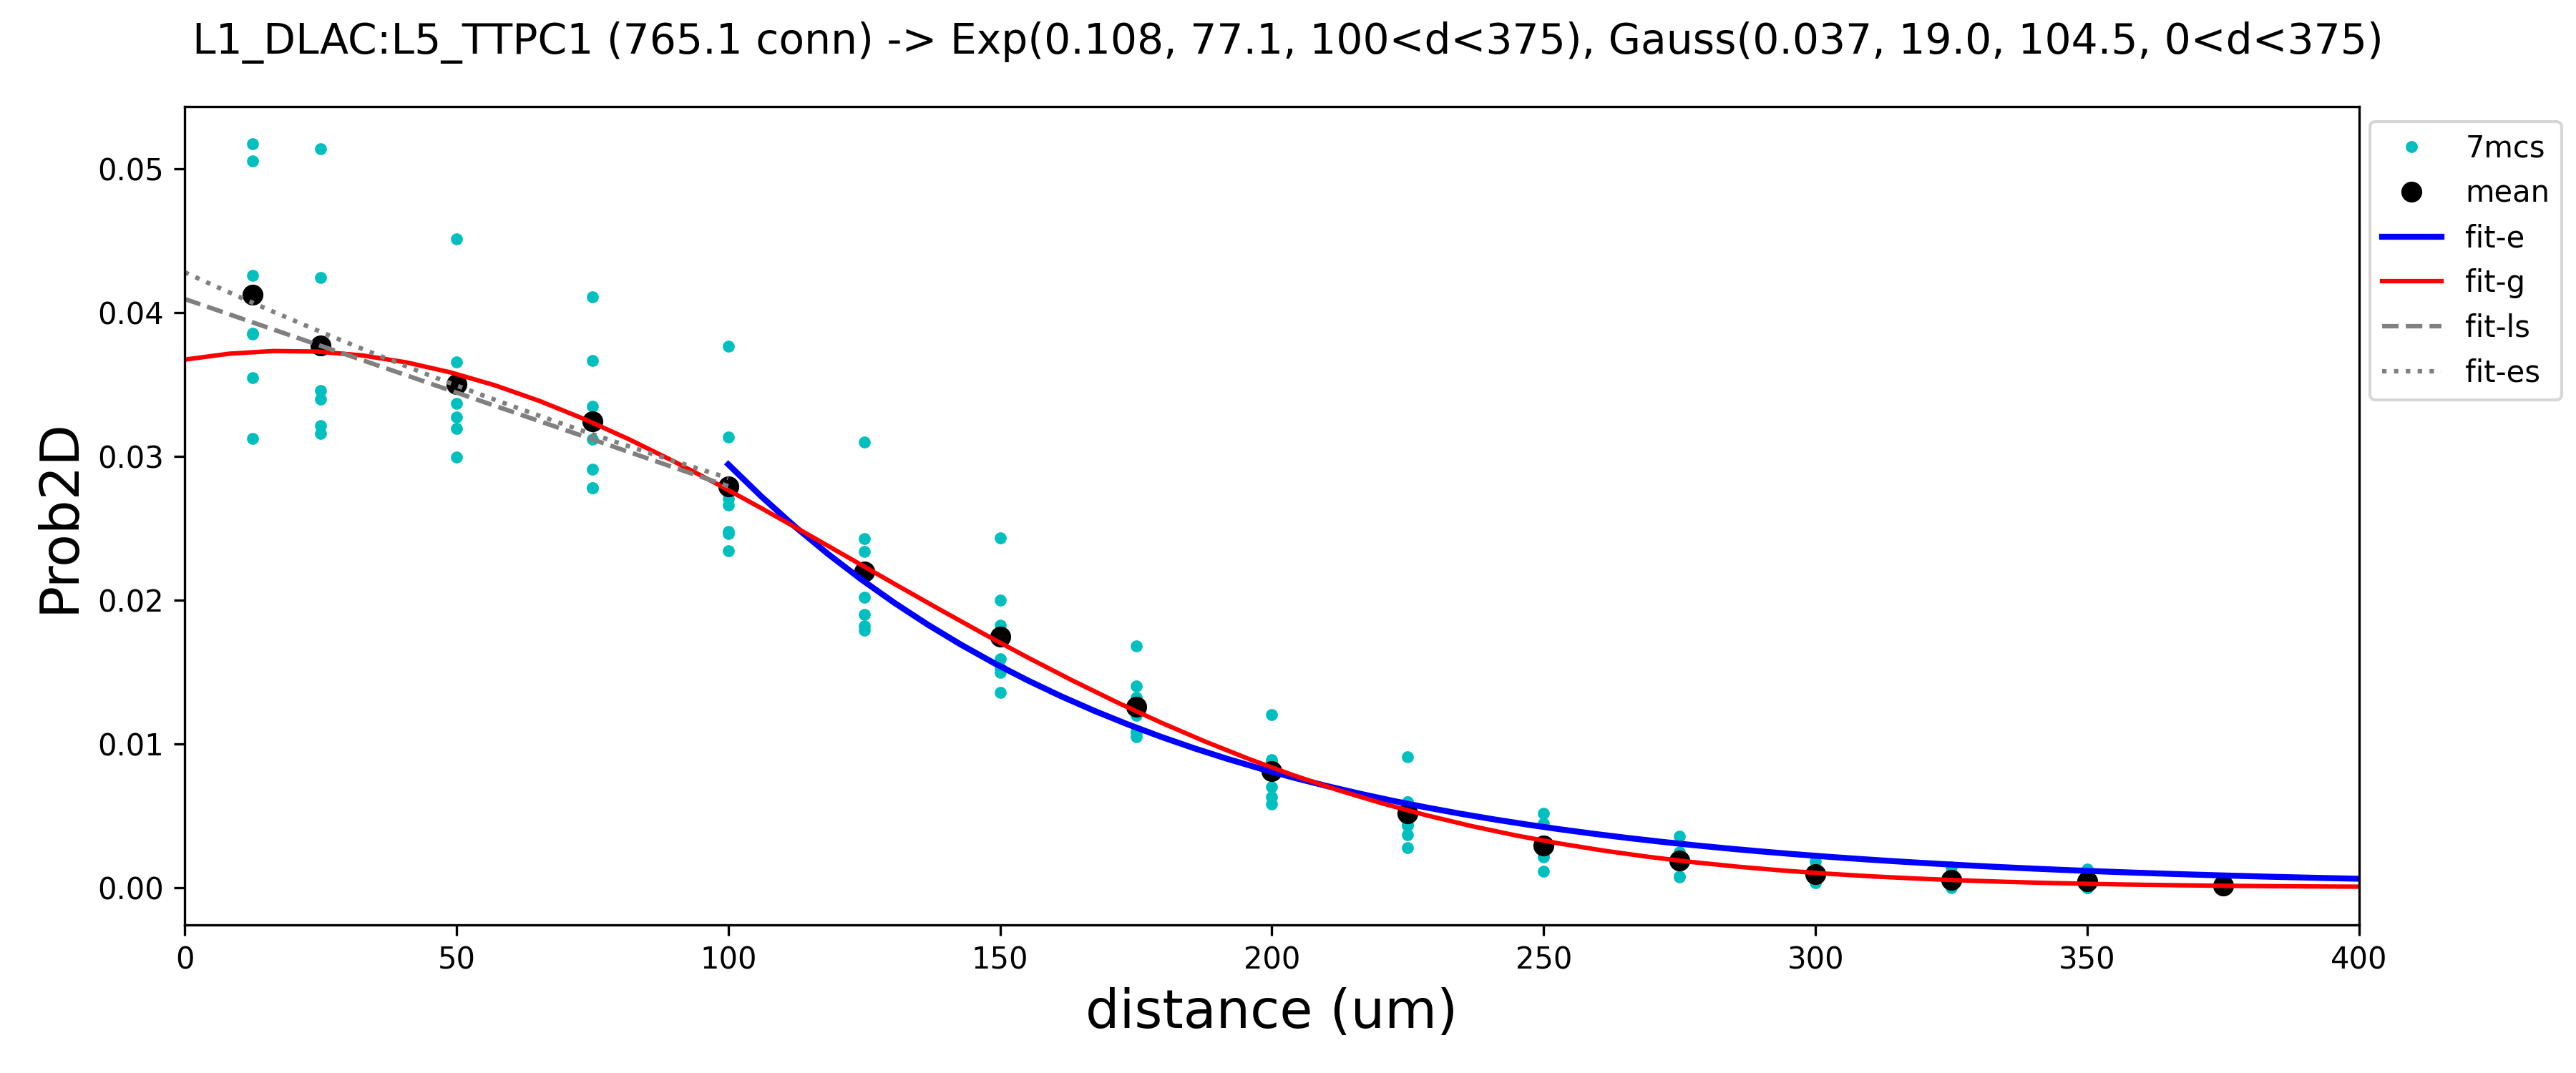 L1_DLAC:L5_TTPC1 (765.1 conn) -> Exp(0.108, 77.1, 100<d<375), Gauss(0.037, 19.0, 104.5, 0<d<375)
7mcs
mean
fit-e
fit-g
fit-ls
fit-es
Prob2D
0.05
0.04
0.03
0.02
0.01
0.00
0 50 100 150 200 250 300 350 400
distance (um)